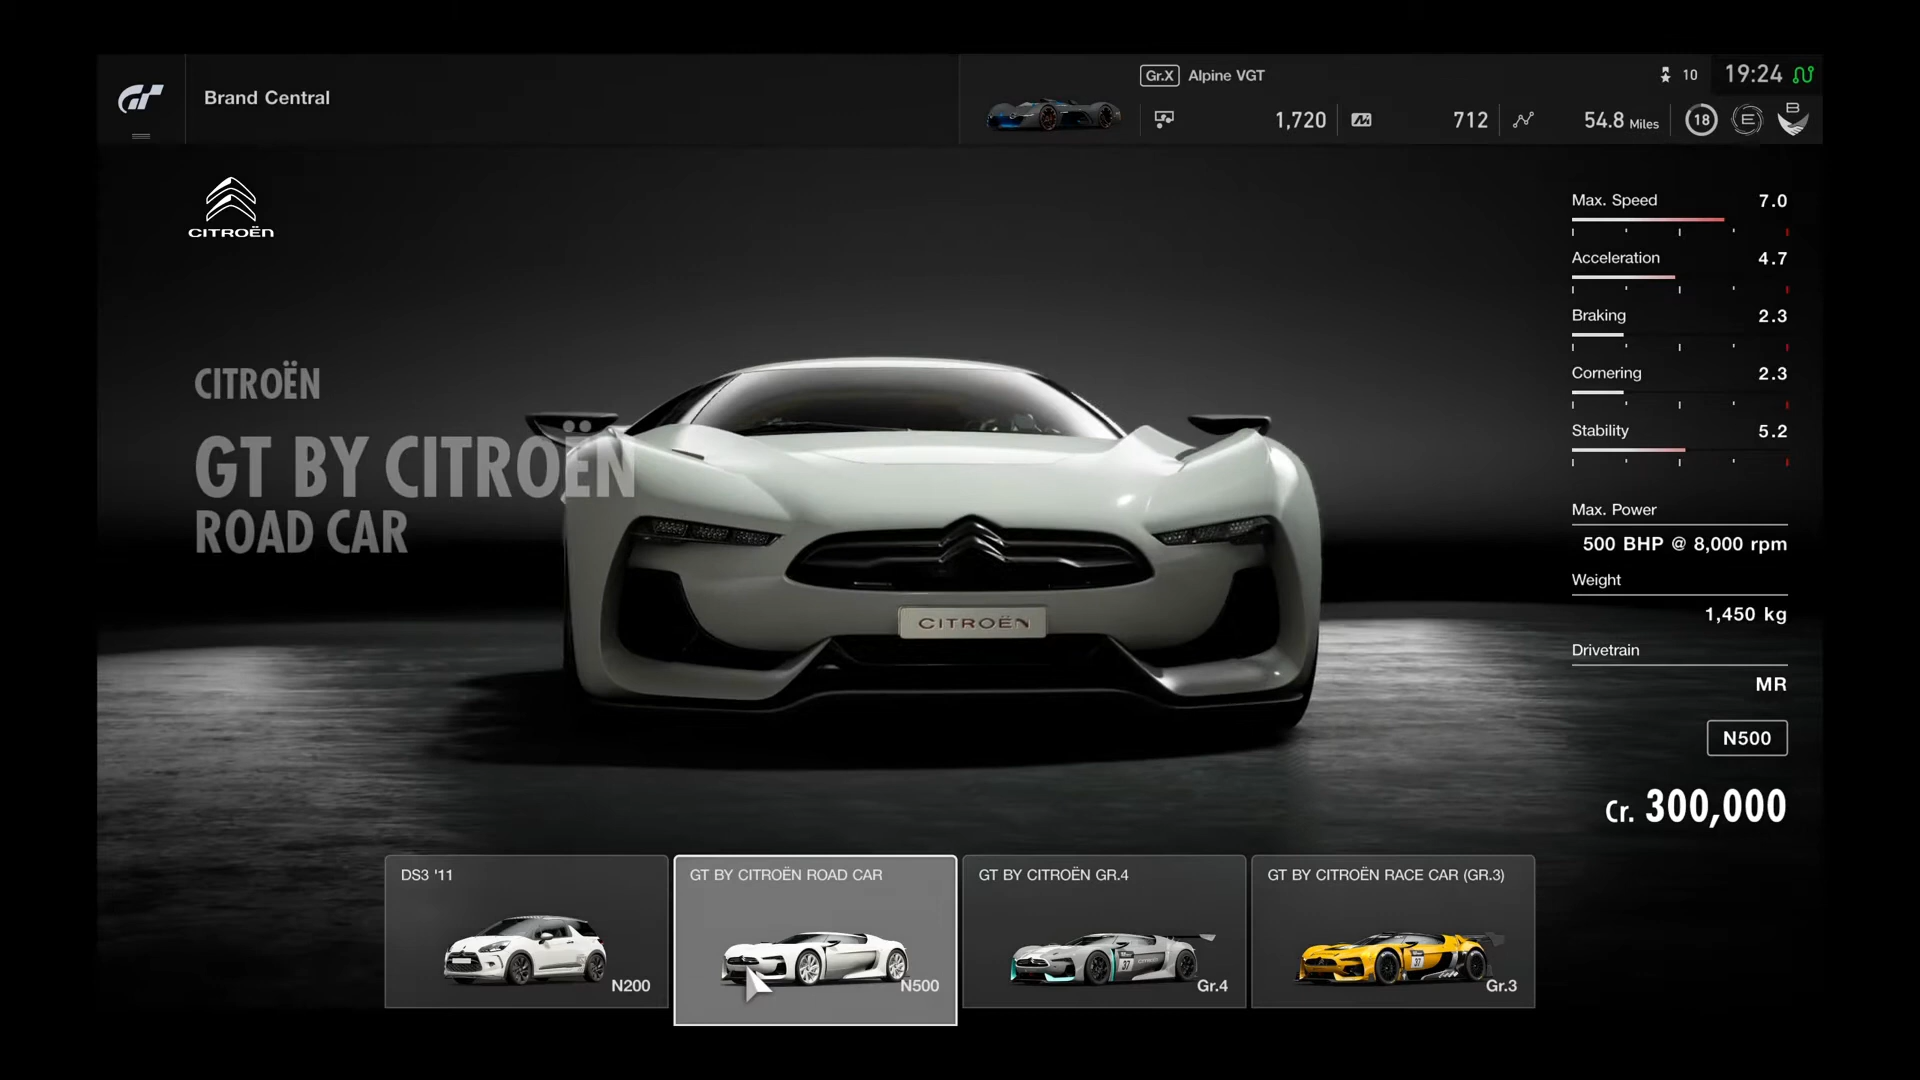 GT
Brand Central
Gr.X Alpine VGT
10
19:24
1,720
712
54.8 Miles
18
E
B
CITROËN
Max. Speed 7.0
Acceleration 4.7
Braking 2.3
Cornering 2.3
Stability 5.2
CITROËN
GT BY CITROËN
ROAD CAR
CITROËN
Max. Power
500 BHP @ 8,000 rpm
Weight
1,450 kg
Drivetrain
MR
N500
Cr. 300,000
DS3 '11
N200
GT BY CITROËN ROAD CAR
N500
GT BY CITROËN GR.4
37
Gr.4
GT BY CITROËN RACE CAR (GR.3)
37
Gr.3